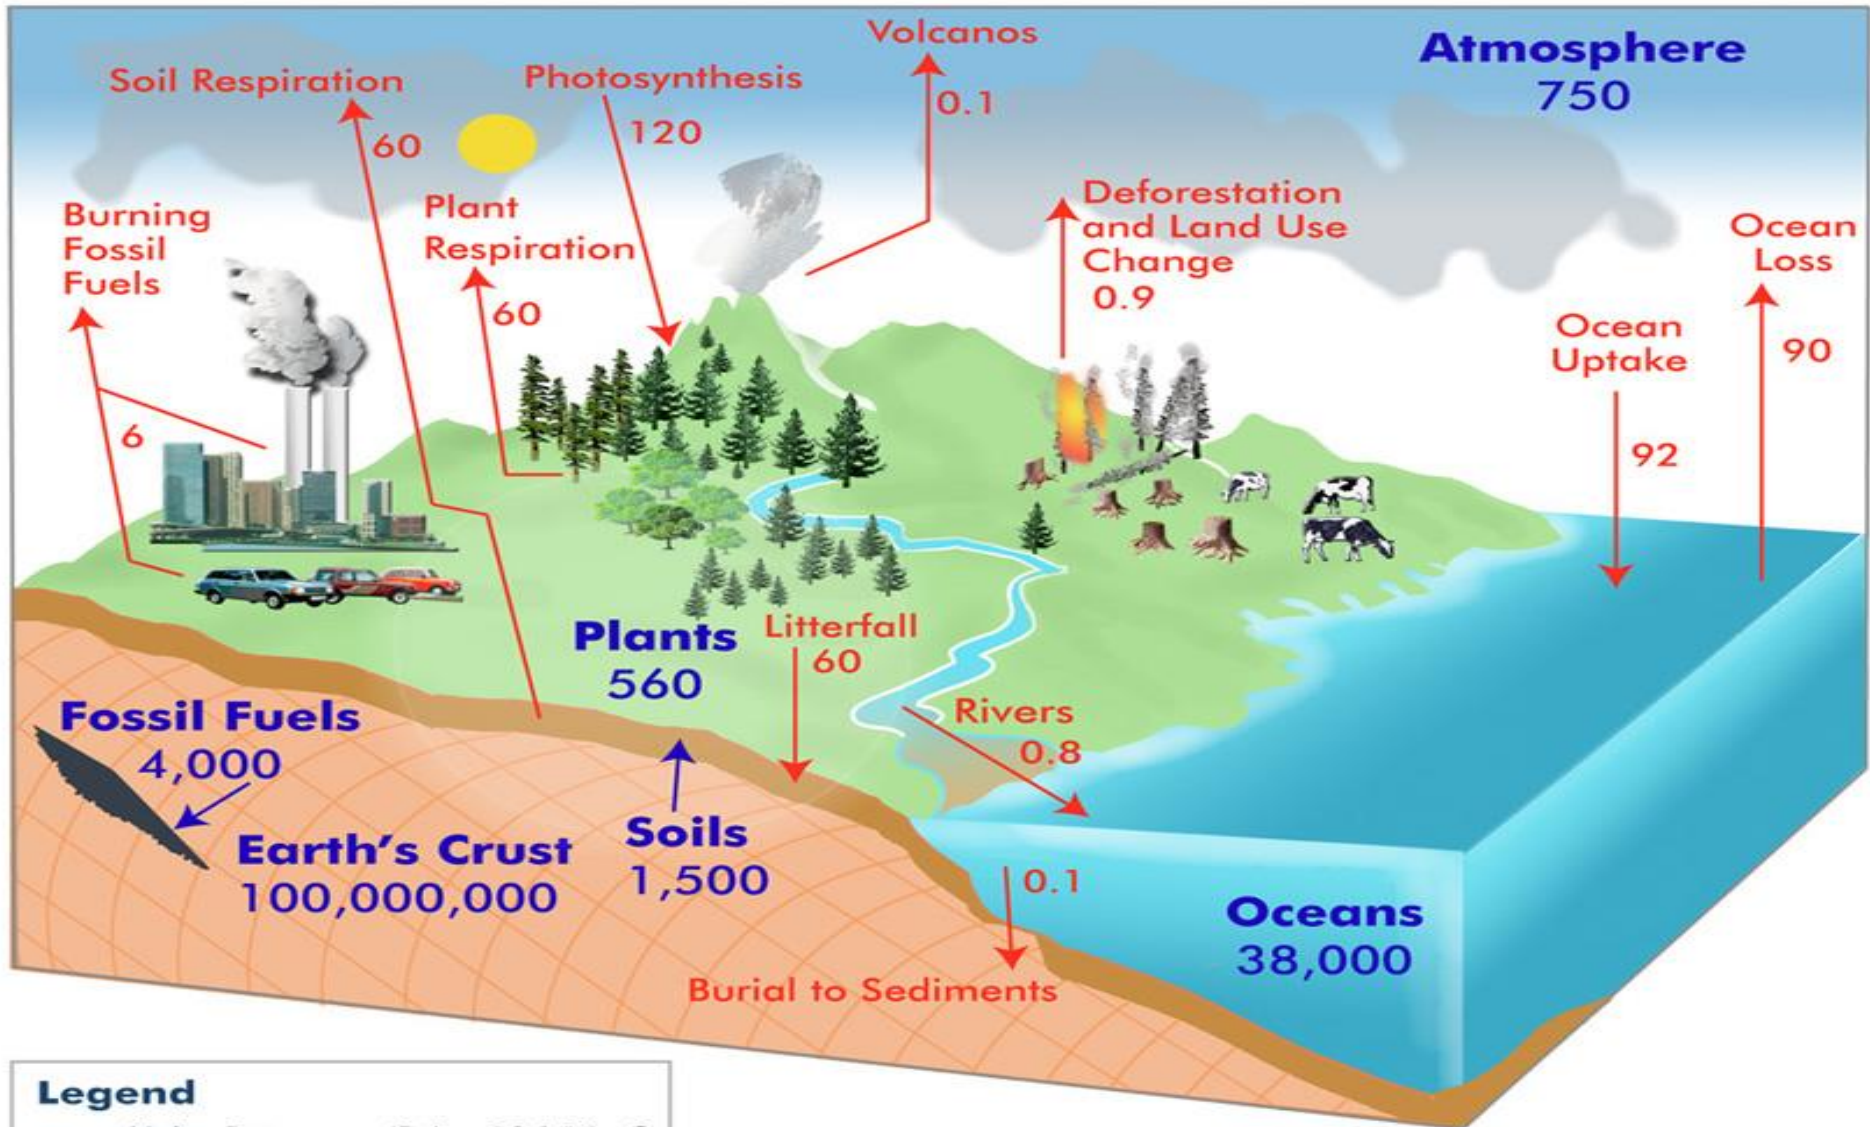 Volcanos
0.1
Atmosphere
750
Soil Respiration
60
Photosynthesis
120
Burning
Fossil
Fuels
6
Plant
Respiration
60
Deforestation
and Land Use
Change
0.9
Ocean
Uptake
92
Ocean
Loss
90
Plants
560
Litterfall
60
Rivers
0.8
Fossil Fuels
4,000
Earth's Crust
100,000,000
Soils
1,500
0.1
Burial to Sediments
Oceans
38,000
Legend